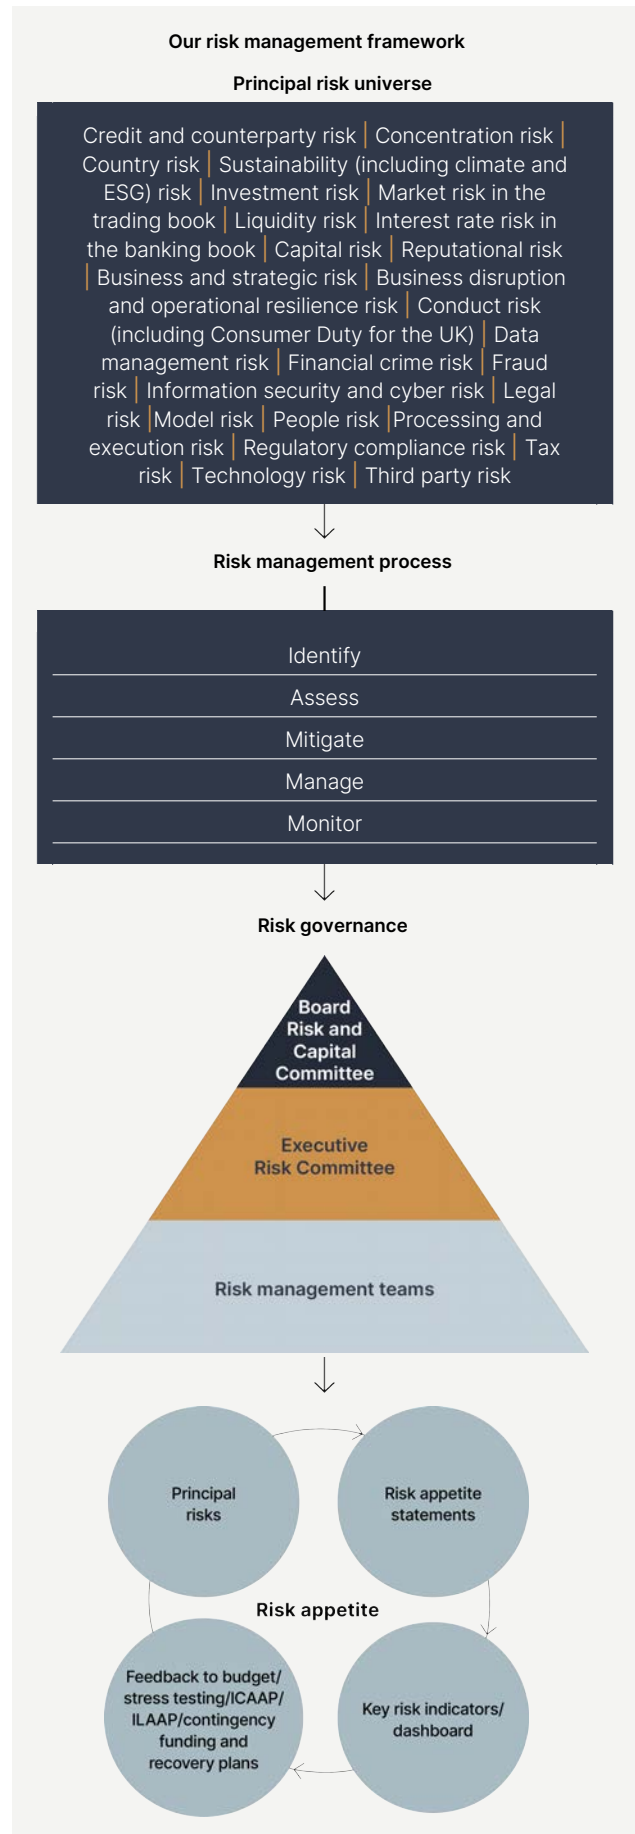 Our risk management framework
Principal risk universe
Credit and counterparty risk | Concentration risk |
Country risk | Sustainability (including climate and
ESG) risk | Investment risk | Market risk in the
trading book | Liquidity risk | Interest rate risk in
the banking book | Capital risk | Reputational risk
| Business and strategic risk | Business disruption
and operational resilience risk | Conduct risk
(including Consumer Duty for the UK) | Data
management risk | Financial crime risk | Fraud
risk | Information security and cyber risk | Legal
risk |Model risk | People risk |Processing and
execution risk | Regulatory compliance risk | Tax
risk | Technology risk | Third party risk
Risk management process
Identify
Assess
Mitigate
Manage
Monitor
Risk governance
Board
Risk and
Capital
Committee
Executive
Risk Committee
Risk management teams
Principal
risks
Risk appetite
statements
Risk appetite
Feedback to budget/
stress testing/ICAAP/
ILAAP/contingency
funding and
recovery plans
Key risk indicators/
dashboard